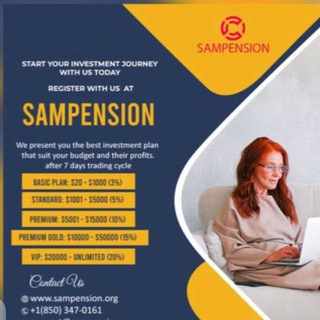 SAMPENSION
START YOUR INVESTMENT JOURNEY
WITH US TODAY
REGISTER WITH US AT
SAMPENSION
We present you the best investment plan
that suit your budget and their profits.
after 7 days trading cycle
BASIC PLAN: $20 - $1000 (3%)
STANDARD: $1001 - $5000 (5%)
PREMIUM: $5001 - $15000 (10%)
PREMIUM GOLD: $10000 - $50000 (15%)
VIP: $20000 - UNLIMITED (20%)
Contact Us
www.sampension.org
+1(850) 347-0161